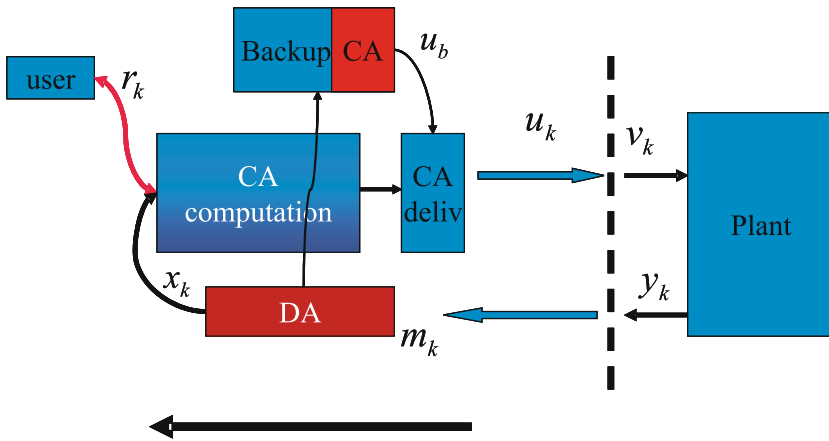 Backup CA
u_b
user
r_k
CA
computation
CA
deliv
u_k
v_k
Plant
x_k
DA
m_k
y_k